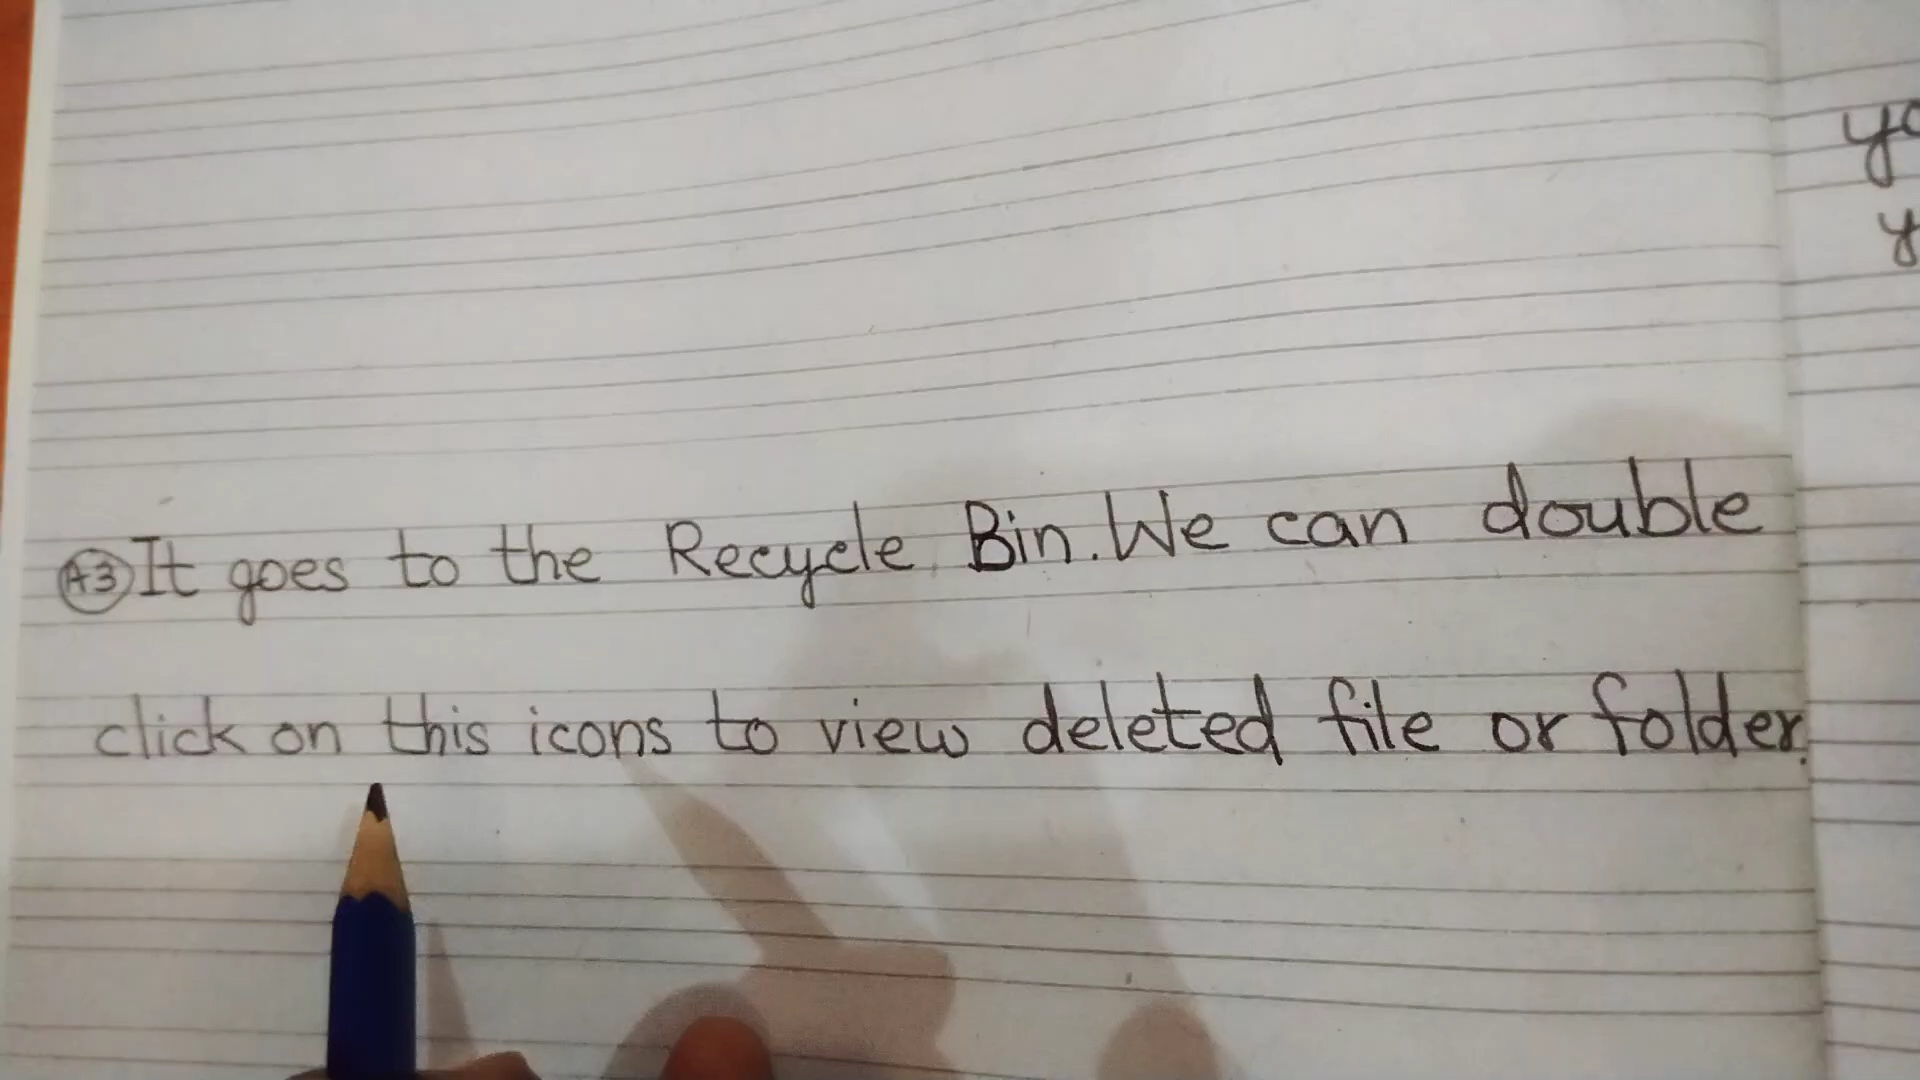 A3 It goes to the Recycle Bin. We can double
click on this icons to view deleted file or folder.